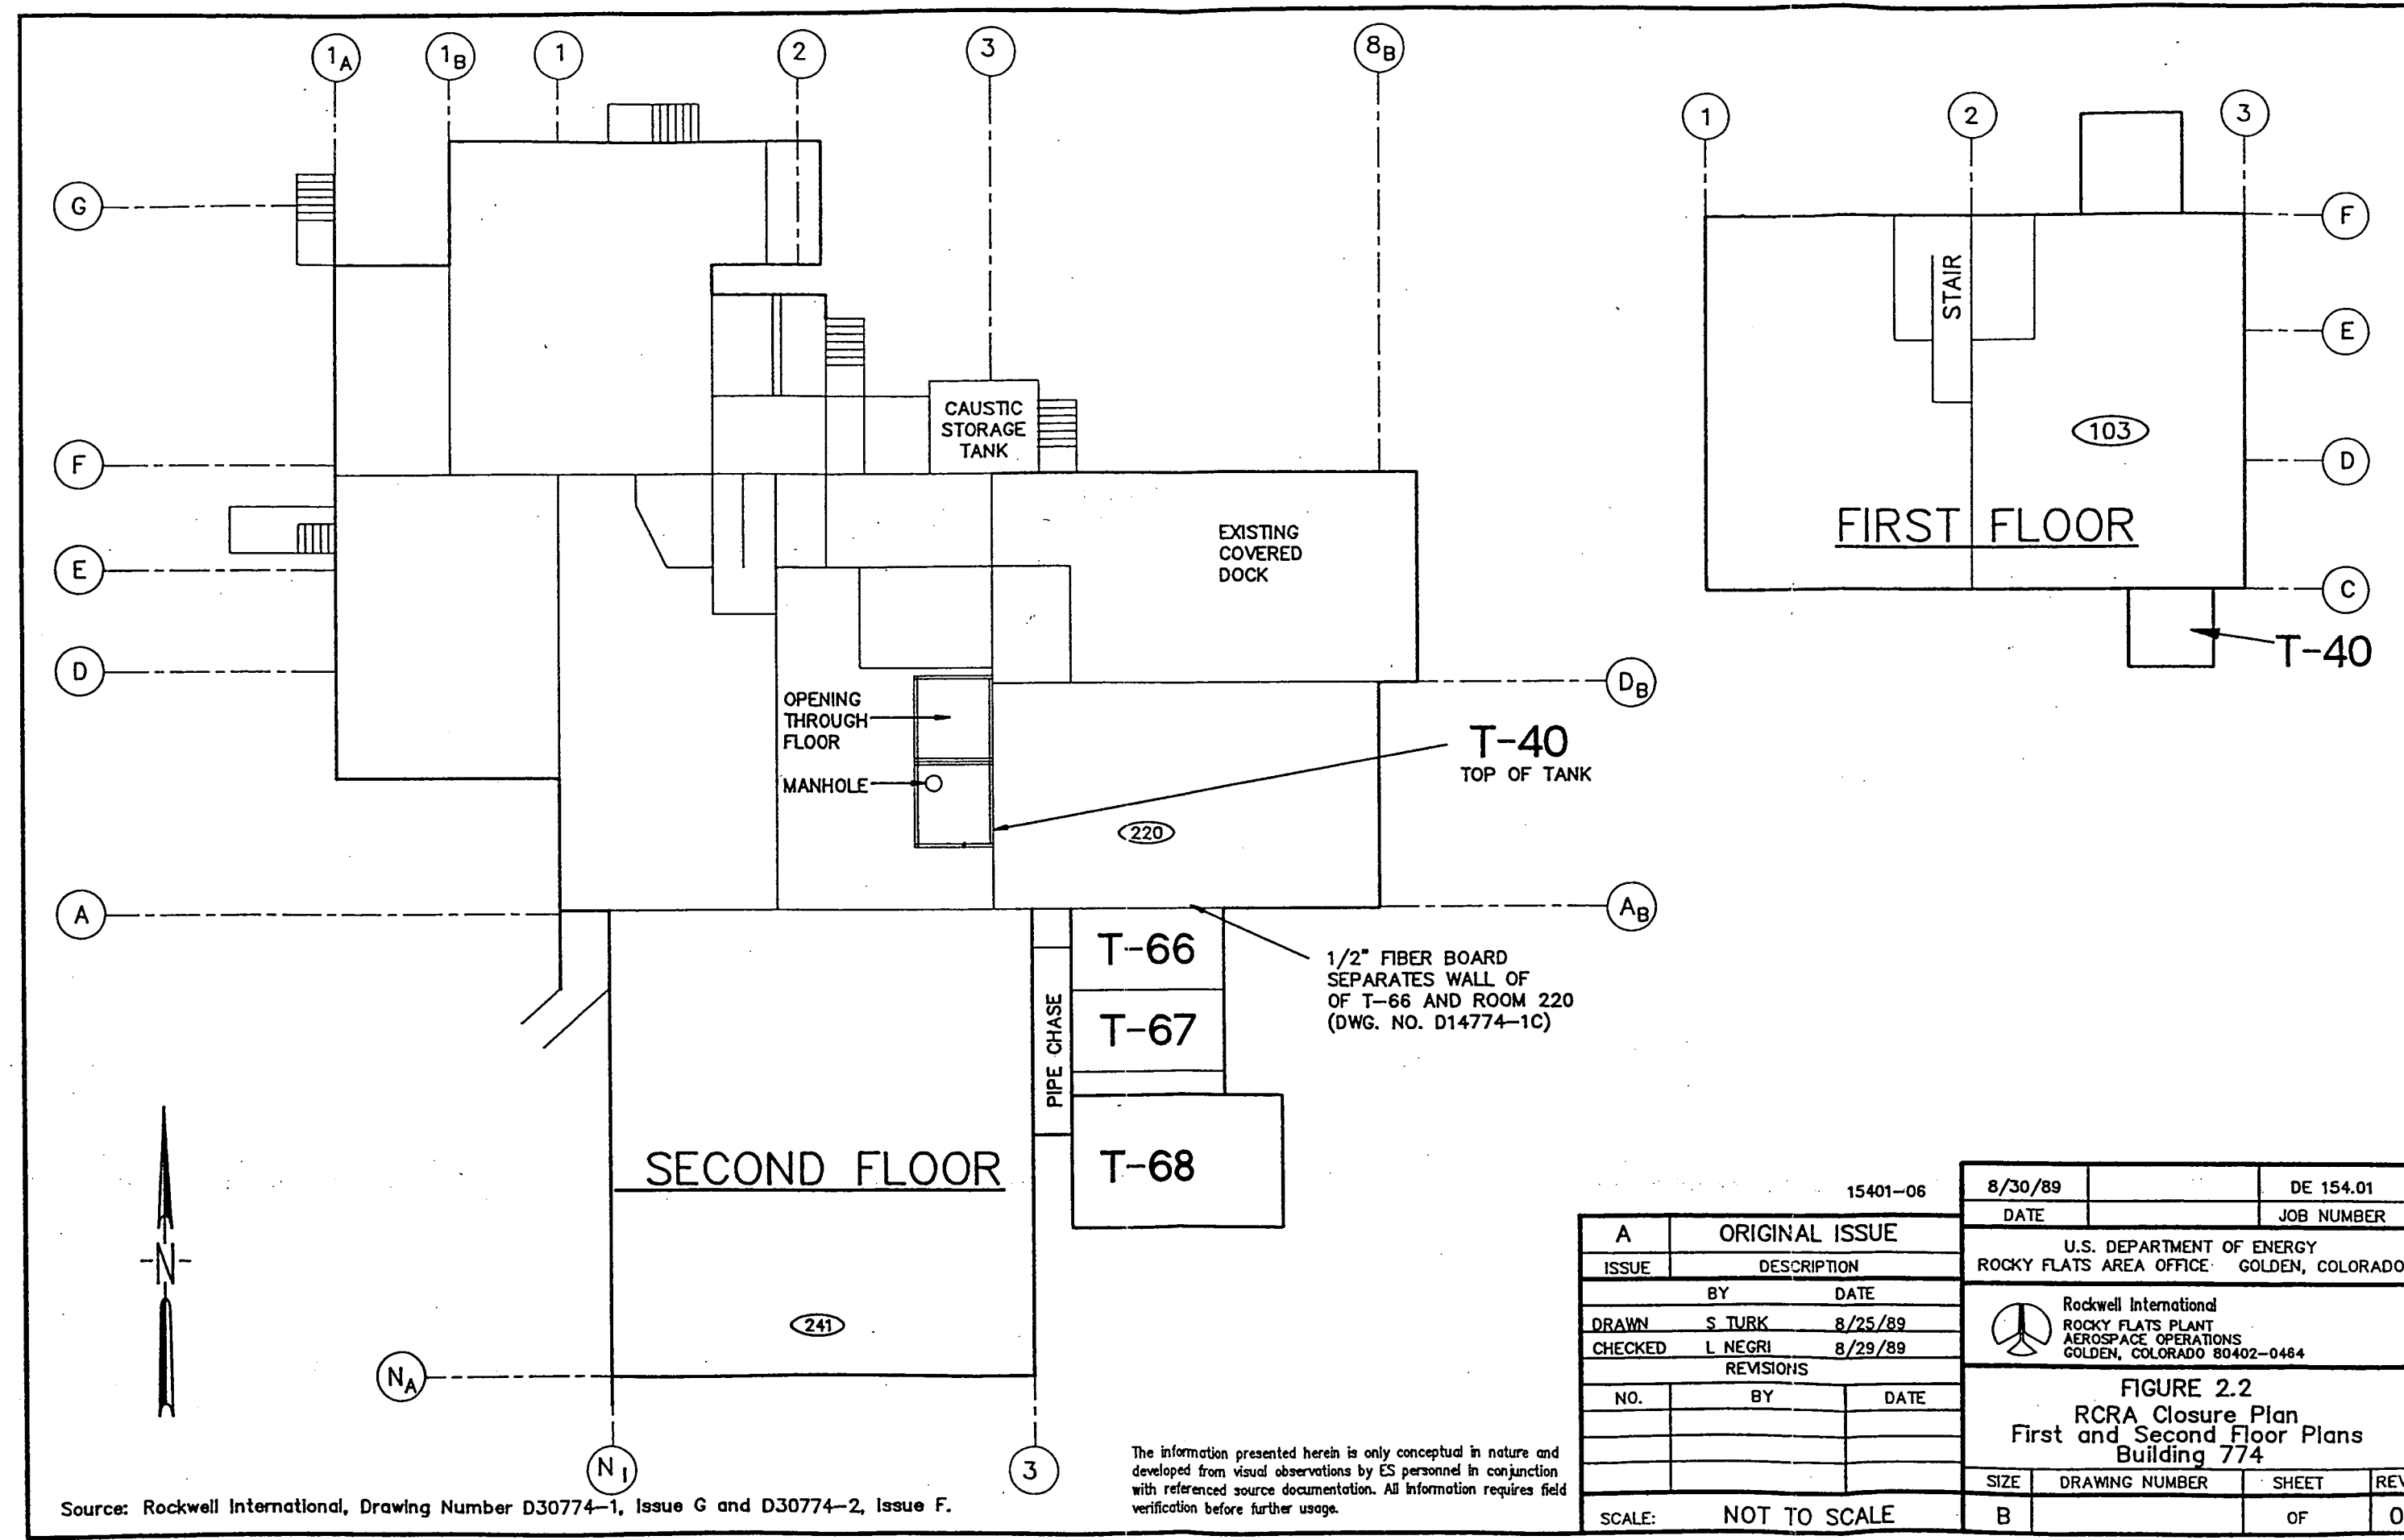 1A
1B
1
2
3
8B
G
F
E
D
A
CAUSTIC
STORAGE
TANK
EXISTING
COVERED
DOCK
OPENING
THROUGH
FLOOR
MANHOLE
T-40
TOP OF TANK
220
DB
AB
T-66
T-67
T-68
PIPE CHASE
1/2" FIBER BOARD
SEPARATES WALL OF
OF T-66 AND ROOM 220
(DWG. NO. D14774-1C)
SECOND FLOOR
241
NA
N1
3
N
1
2
3
F
E
D
C
STAIR
103
FIRST FLOOR
T-40
Source: Rockwell International, Drawing Number D30774-1, Issue G and D30774-2, Issue F.
The information presented herein is only conceptual in nature and
developed from visual observations by ES personnel in conjunction
with referenced source documentation. All information requires field
verification before further usage.
15401-06
A ORIGINAL ISSUE
ISSUE DESCRIPTION
BY DATE
DRAWN S TURK 8/25/89
CHECKED L NEGRI 8/29/89
REVISIONS
NO. BY DATE
SCALE: NOT TO SCALE
8/30/89 DE 154.01
DATE JOB NUMBER
U.S. DEPARTMENT OF ENERGY
ROCKY FLATS AREA OFFICE GOLDEN, COLORADO
Rockwell International
ROCKY FLATS PLANT
AEROSPACE OPERATIONS
GOLDEN, COLORADO 80402-0464
FIGURE 2.2
RCRA Closure Plan
First and Second Floor Plans
Building 774
SIZE DRAWING NUMBER SHEET REV
B OF 0